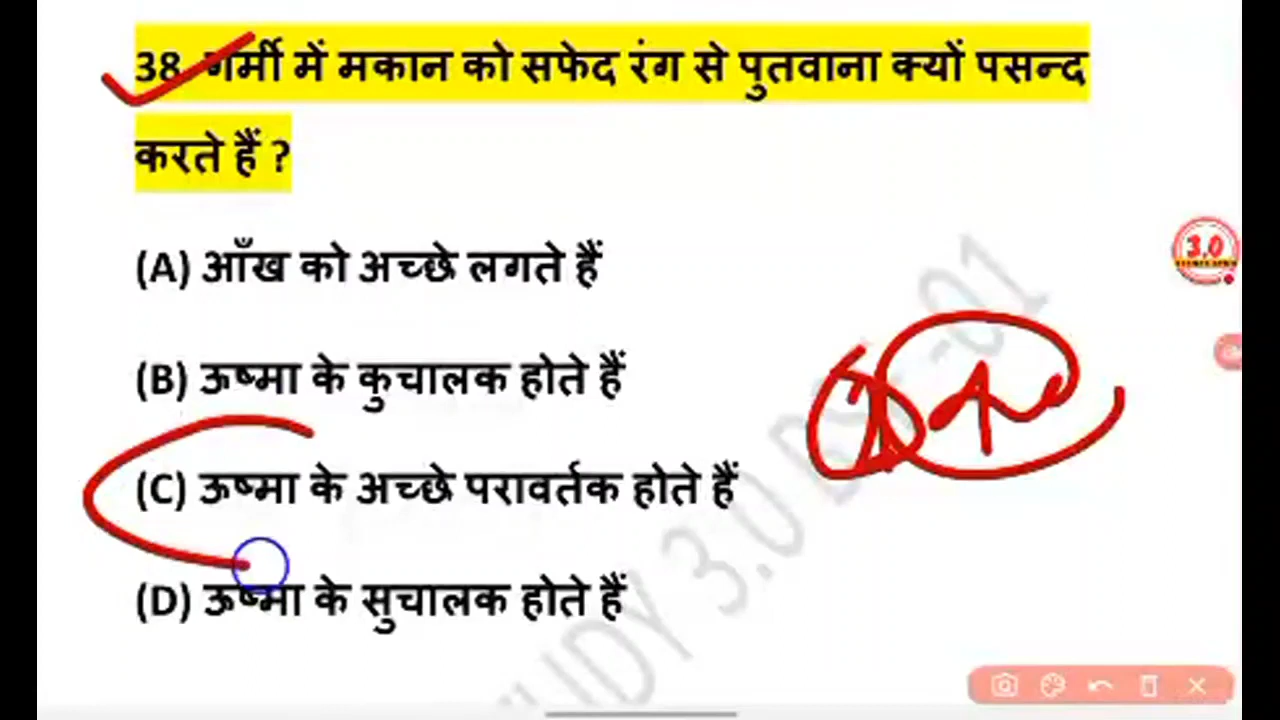 38. गर्मी में मकान को सफेद रंग से पुतवाना क्यों पसन्द
करते हैं ?
(A) आँख को अच्छे लगते हैं
(B) ऊष्मा के कुचालक होते हैं
(C) ऊष्मा के अच्छे परावर्तक होते हैं
(D) ऊष्मा के सुचालक होते हैं
3.0